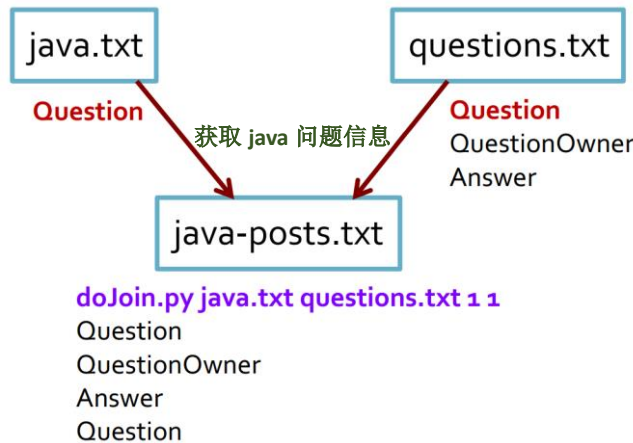 java.txt
questions.txt
Question
Question
QuestionOwner
Answer
获取 java 问题信息
java-posts.txt
doJoin.py java.txt questions.txt 1 1
Question
QuestionOwner
Answer
Question